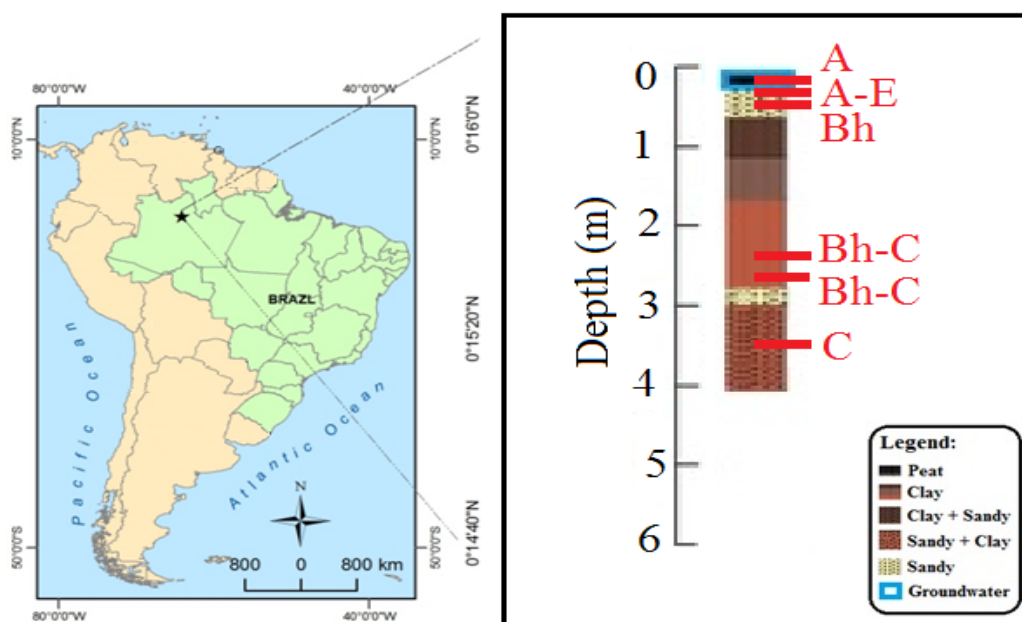 80°0'0"W
40°0'0"W
10°0'0"N
10°0'0"N
BRAZL
Pacific Ocean
Atlantic Ocean
N
800 0 800 km
50°0'0"S
50°0'0"S
80°0'0"W
40°0'0"W
0°16'0"N
0°15'20"N
0°14'40"N
Depth (m)
0
1
2
3
4
5
6
A
A-E
Bh
Bh-C
Bh-C
C
Legend:
Peat
Clay
Clay + Sandy
Sandy + Clay
Sandy
Groundwater